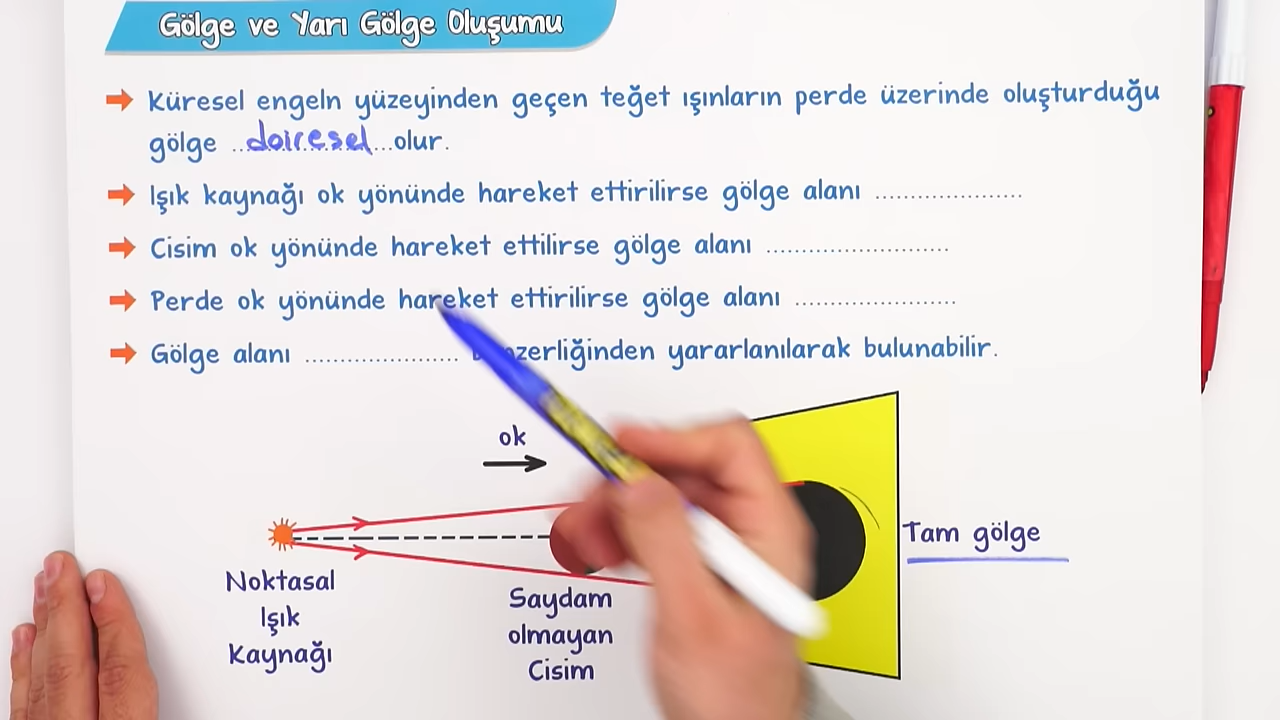 Gölge ve Yarı Gölge Oluşumu
Küresel engeln yüzeyinden geçen teğet ışınların perde üzerinde oluşturduğu
gölge ...dairesel...olur.
Işık kaynağı ok yönünde hareket ettirilirse gölge alanı ....................
Cisim ok yönünde hareket ettilirse gölge alanı .........................
Perde ok yönünde hareket ettirilirse gölge alanı ......................
Gölge alanı ..................... yararlanılarak bulunabilir.
ok
Tam gölge
Noktasal
Işık
Kaynağı
Saydam
olmayan
Cisim